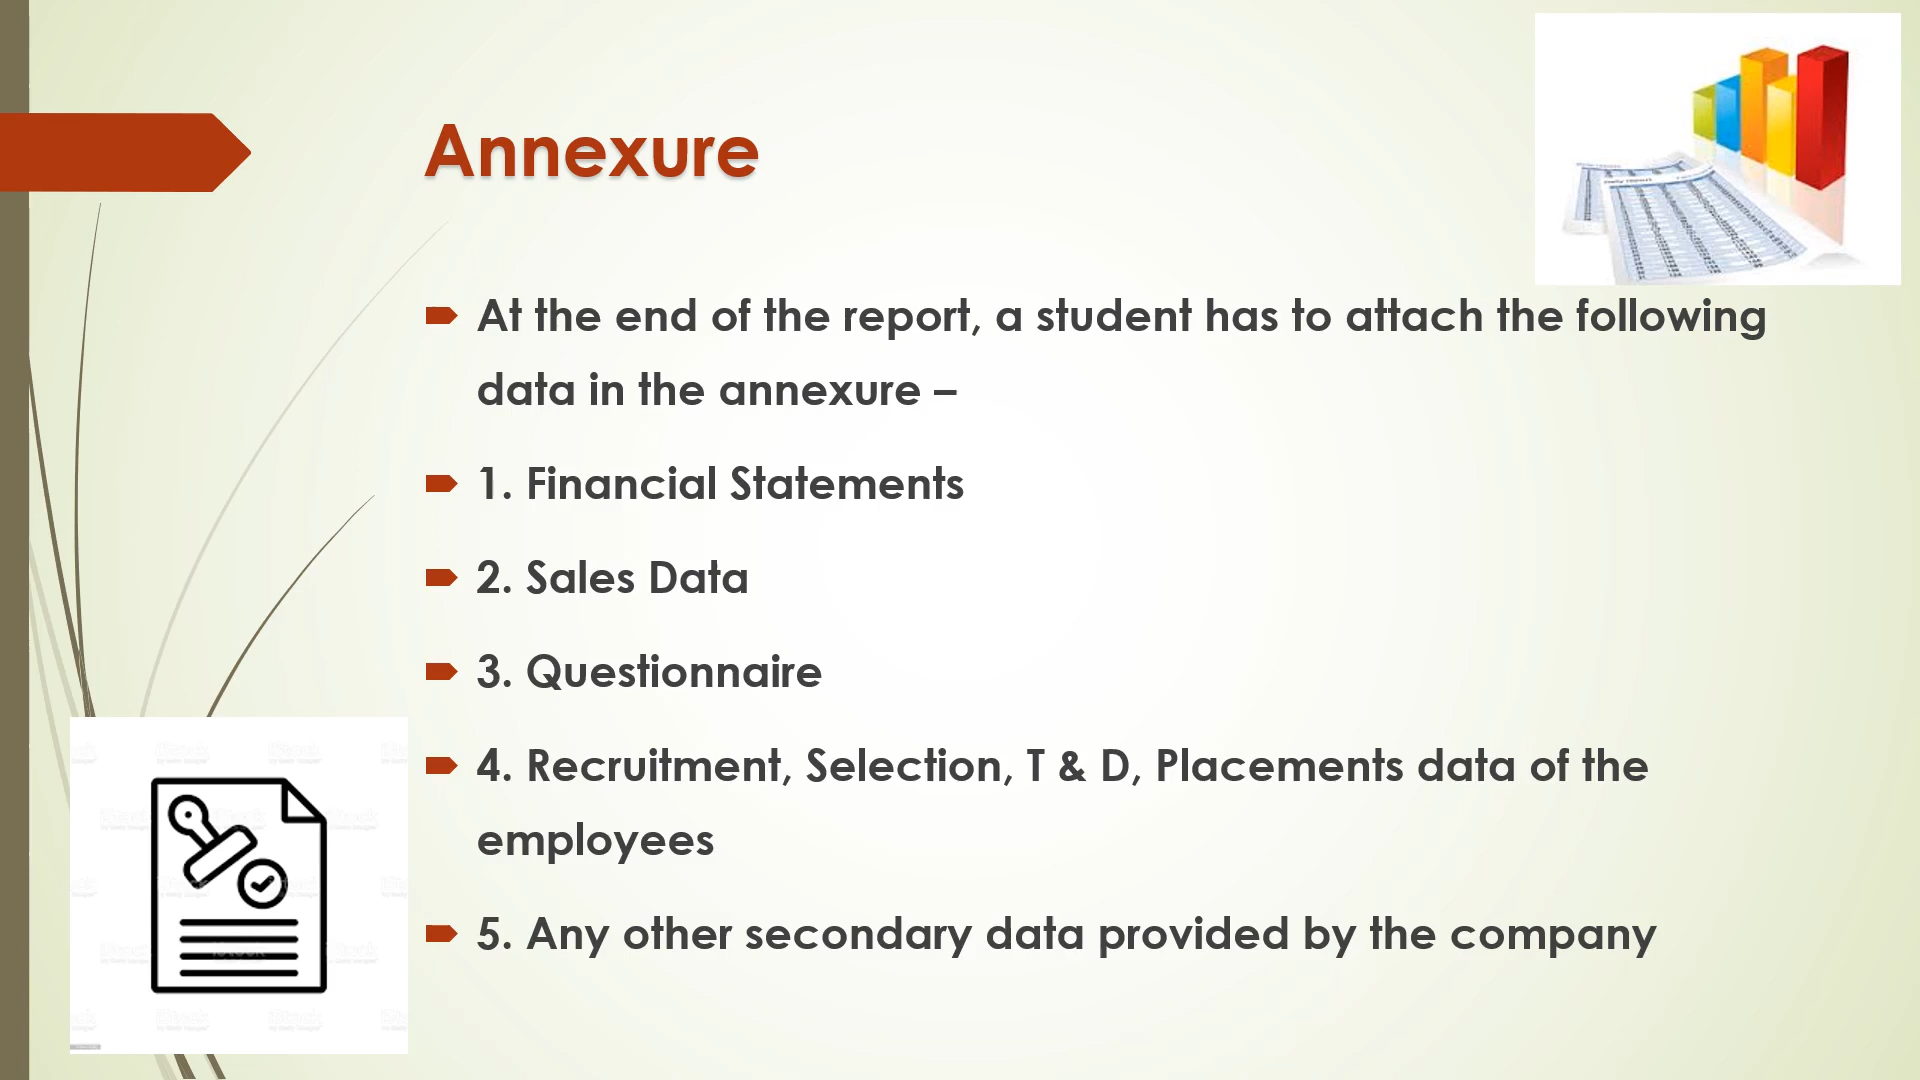 Annexure
At the end of the report, a student has to attach the following
data in the annexure –
1. Financial Statements
2. Sales Data
3. Questionnaire
4. Recruitment, Selection, T & D, Placements data of the
employees
5. Any other secondary data provided by the company